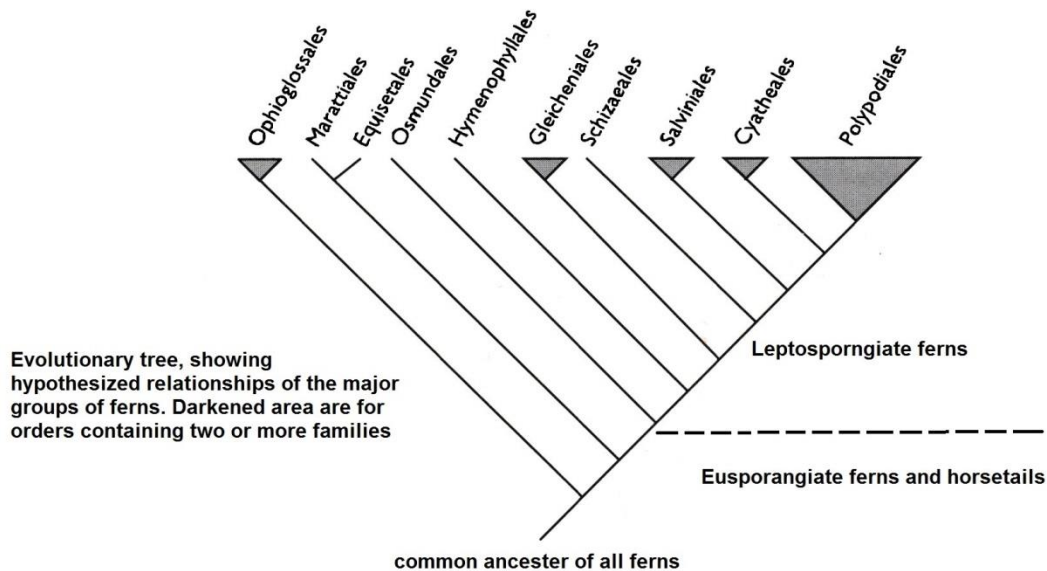 Ophioglossales
Marattiales
Equisetales
Osmundales
Hymenophyllales
Gleicheniales
Schizaeales
Salviniales
Cyatheales
Polypodiales
Leptosporngiate ferns
Evolutionary tree, showing
hypothesized relationships of the major
groups of ferns. Darkened area are for
orders containing two or more families
Eusporangiate ferns and horsetails
common ancester of all ferns